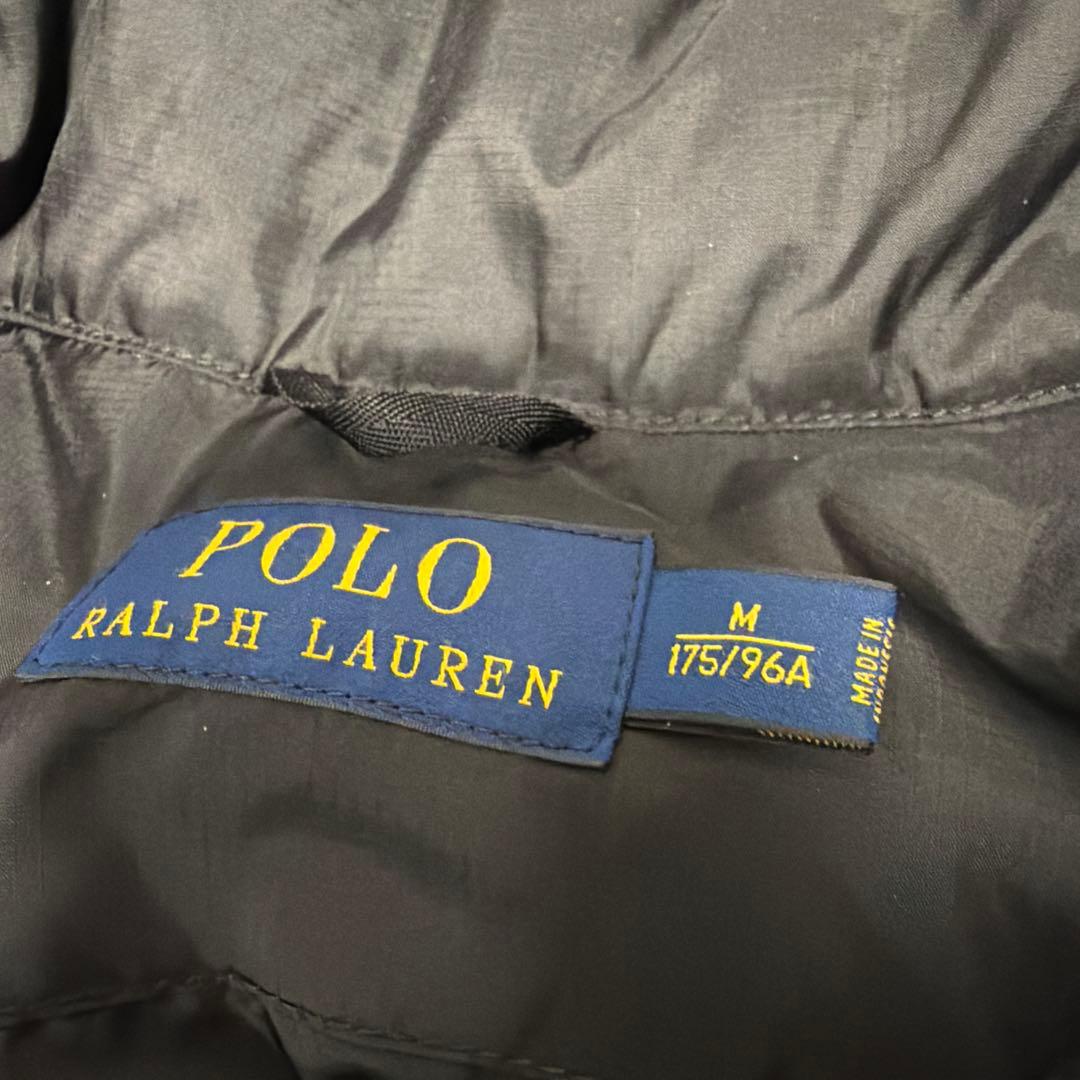 POLO
RALPH LAUREN
M
175/96A
MADE IN